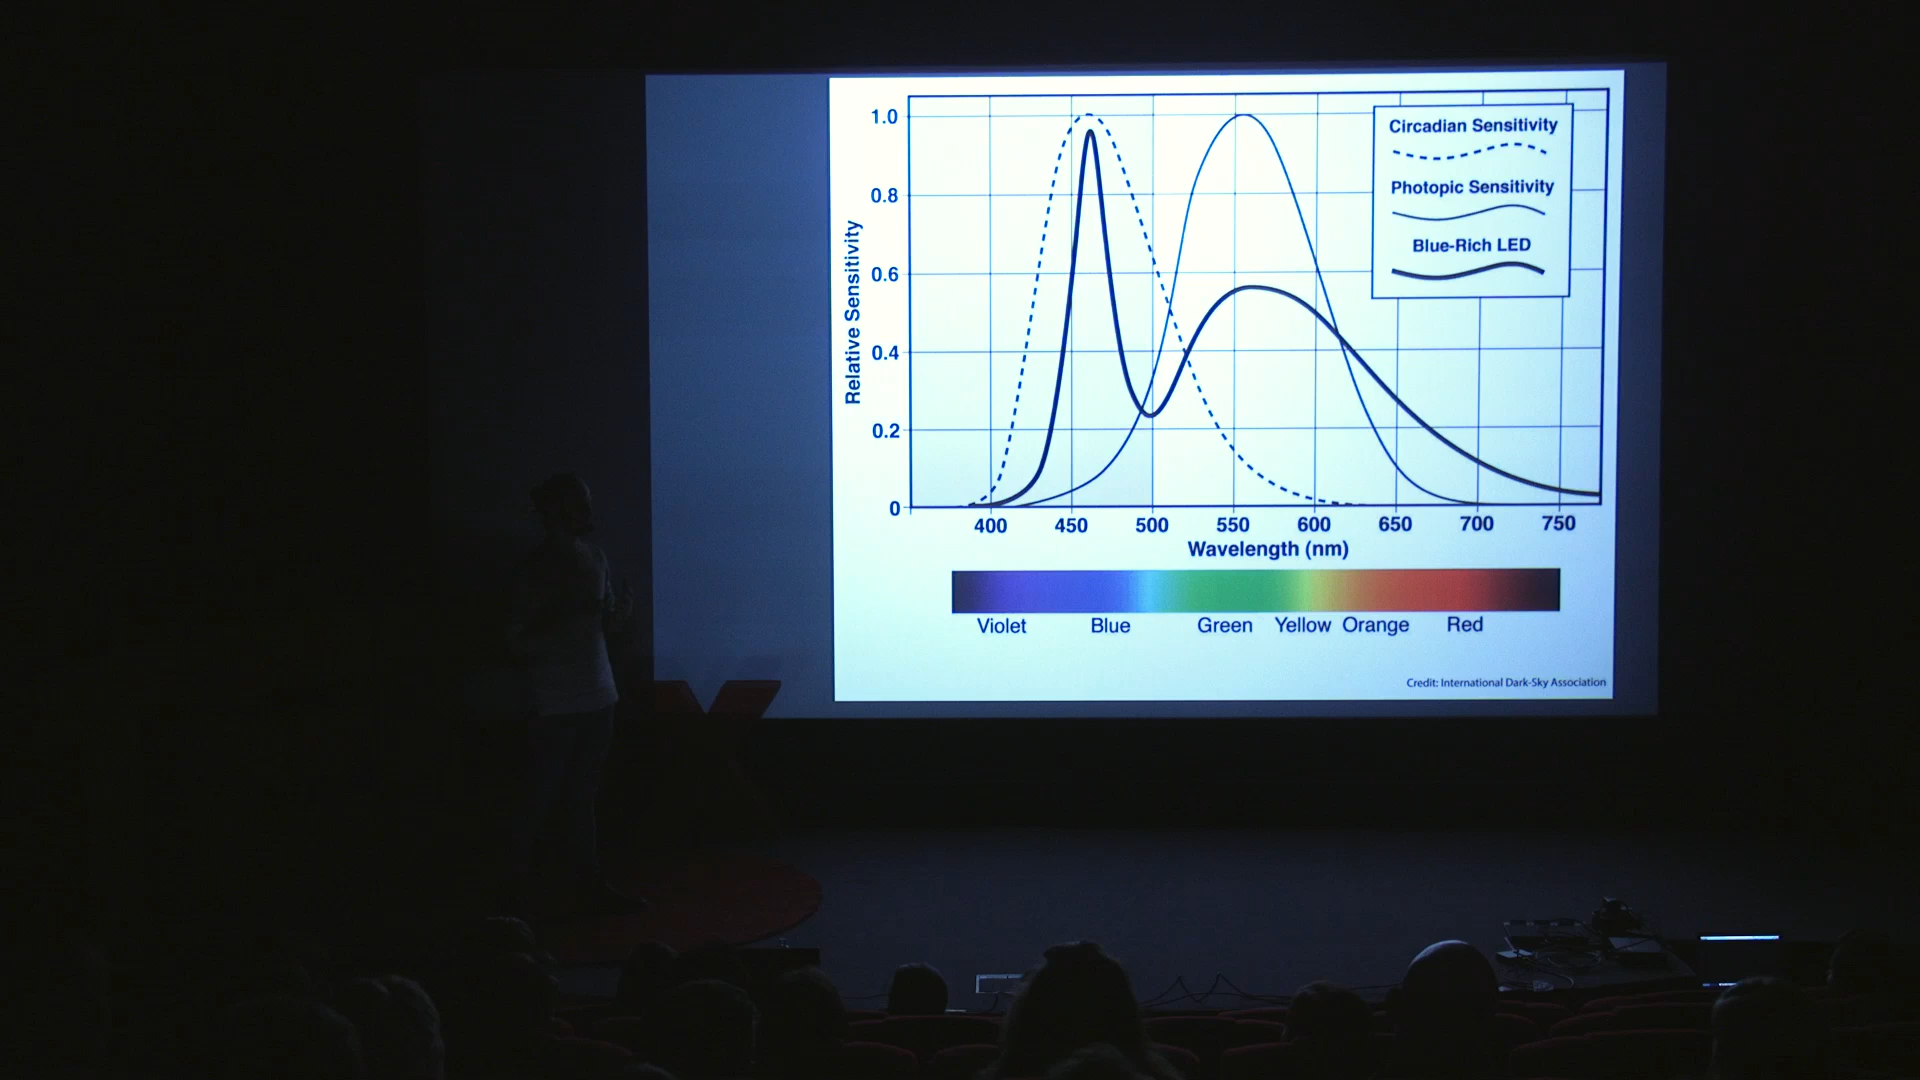 1.0
0.8
0.6
0.4
0.2
0
Relative Sensitivity
Circadian Sensitivity
Photopic Sensitivity
Blue-Rich LED
400 450 500 550 600 650 700 750
Wavelength (nm)
Violet Blue Green Yellow Orange Red
Credit: International Dark-Sky Association
X